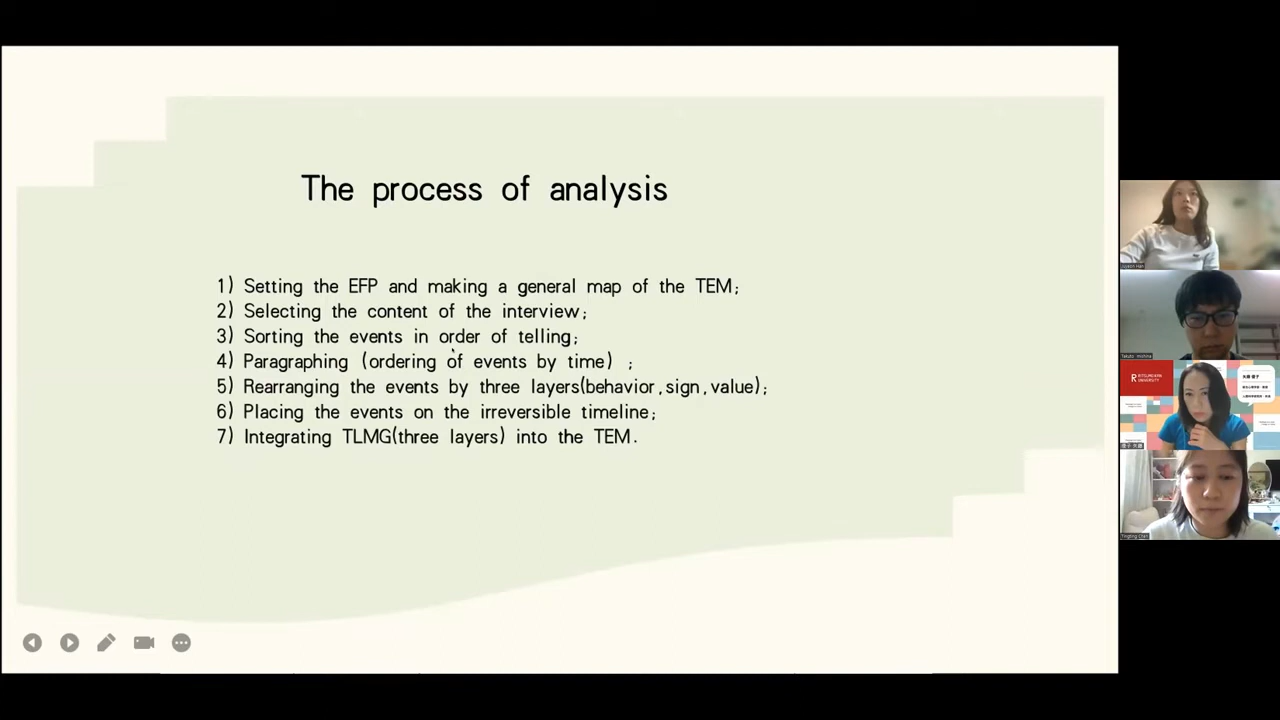 The process of analysis
1) Setting the EFP and making a general map of the TEM;
2) Selecting the content of the interview;
3) Sorting the events in order of telling;
4) Paragraphing (ordering of events by time) ;
5) Rearranging the events by three layers(behavior,sign,value);
6) Placing the events on the irreversible timeline;
7) Integrating TLMG(three layers) into the TEM.
R RITSUMEIKAN
UNIVERSITY